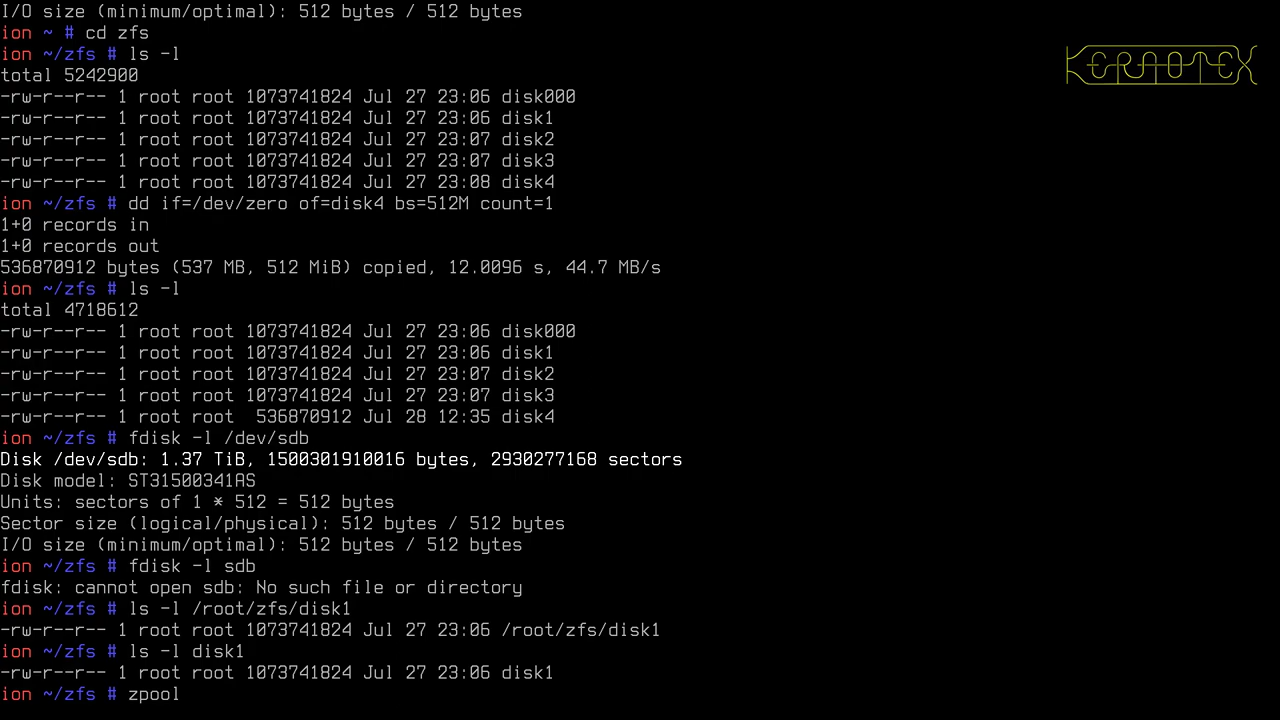 I/O size (minimum/optimal): 512 bytes / 512 bytes
ion ~ # cd zfs
ion ~/zfs # ls -l
KERNOTEX
total 5242900
-rw-r--r-- 1 root root 1073741824 Jul 27 23:06 disk000
-rw-r--r-- 1 root root 1073741824 Jul 27 23:06 disk1
-rw-r--r-- 1 root root 1073741824 Jul 27 23:07 disk2
-rw-r--r-- 1 root root 1073741824 Jul 27 23:07 disk3
-rw-r--r-- 1 root root 1073741824 Jul 27 23:08 disk4
ion ~/zfs # dd if=/dev/zero of=disk4 bs=512M count=1
1+0 records in
1+0 records out
536870912 bytes (537 MB, 512 MiB) copied, 12.0096 s, 44.7 MB/s
ion ~/zfs # ls -l
total 4718612
-rw-r--r-- 1 root root 1073741824 Jul 27 23:06 disk000
-rw-r--r-- 1 root root 1073741824 Jul 27 23:06 disk1
-rw-r--r-- 1 root root 1073741824 Jul 27 23:07 disk2
-rw-r--r-- 1 root root 1073741824 Jul 27 23:07 disk3
-rw-r--r-- 1 root root  536870912 Jul 28 12:35 disk4
ion ~/zfs # fdisk -l /dev/sdb
Disk /dev/sdb: 1.37 TiB, 1500301910016 bytes, 2930277168 sectors
Disk model: ST31500341AS
Units: sectors of 1 * 512 = 512 bytes
Sector size (logical/physical): 512 bytes / 512 bytes
I/O size (minimum/optimal): 512 bytes / 512 bytes
ion ~/zfs # fdisk -l sdb
fdisk: cannot open sdb: No such file or directory
ion ~/zfs # ls -l /root/zfs/disk1
-rw-r--r-- 1 root root 1073741824 Jul 27 23:06 /root/zfs/disk1
ion ~/zfs # ls -l disk1
-rw-r--r-- 1 root root 1073741824 Jul 27 23:06 disk1
ion ~/zfs # zpool